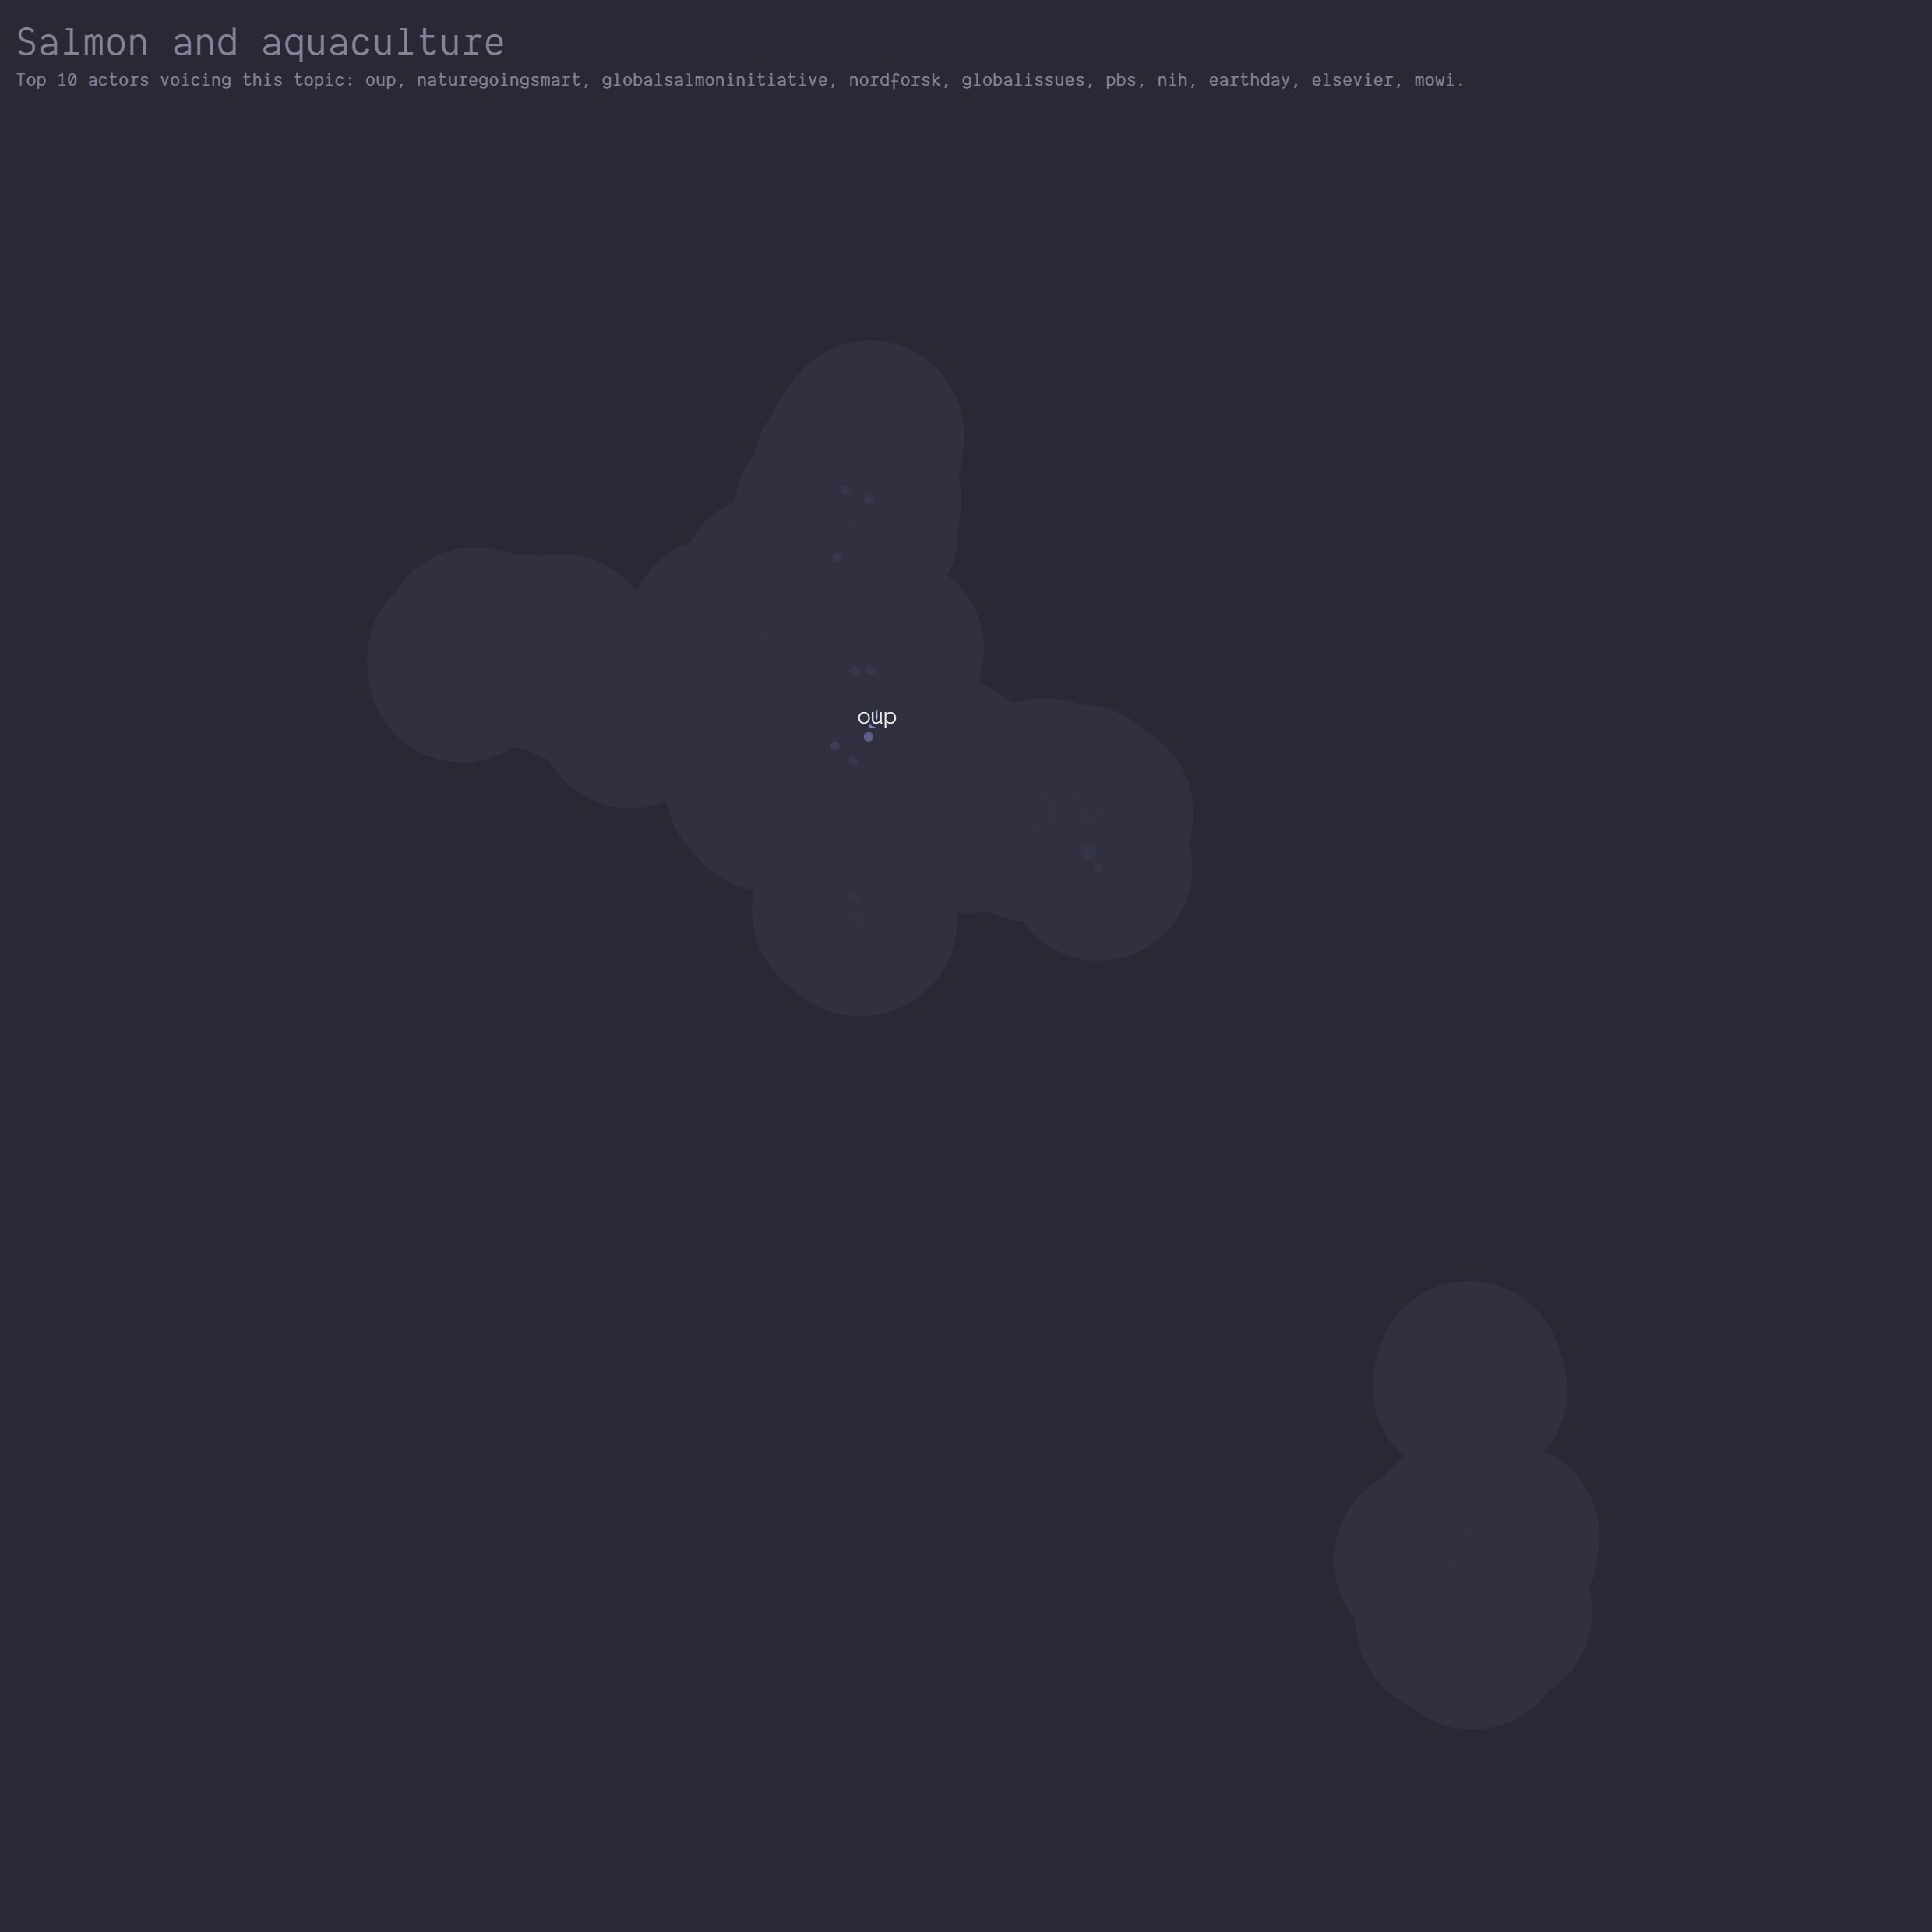 Salmon and aquaculture
Top 10 actors voicing this topic: oup, naturegoingsmart, globalsalmoninitiative, nordforsk, globalissues, pbs, nih, earthday, elsevier, mowi.
oup